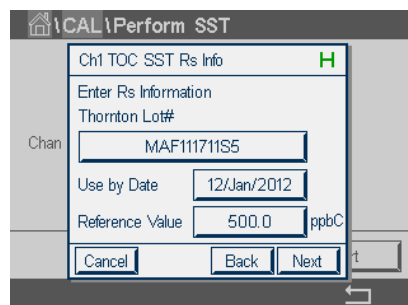 \CAL\Perform SST
Ch1 TOC SST Rs Info H
Enter Rs Information
Thornton Lot#
Chan
MAF111711S5
Use by Date 12/Jan/2012
Reference Value 500.0 ppbC
Cancel Back Next